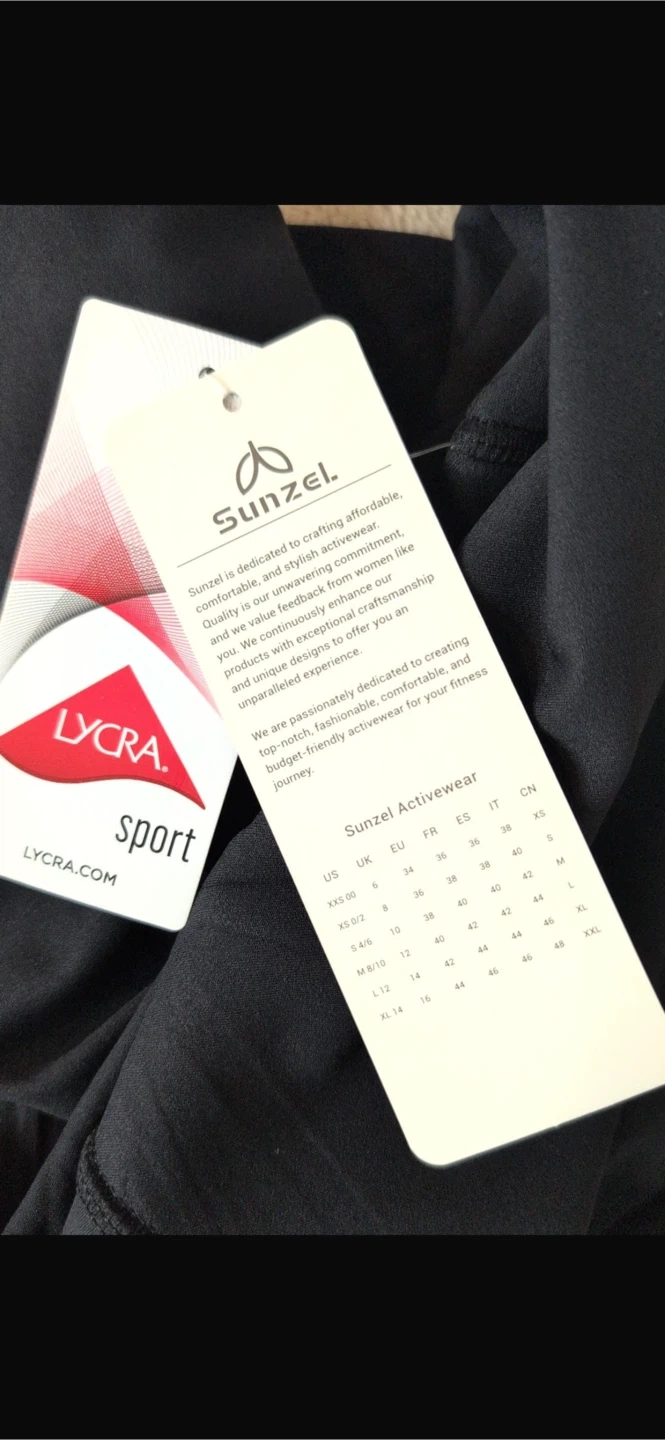 Sunzel
Sunzel is dedicated to crafting affordable,
comfortable, and stylish activewear.
Quality is our unwavering commitment,
and we value feedback from women like
you. We continuously enhance our
products with exceptional craftsmanship
and unique designs to offer you an
unparalleled experience.
We are passionately dedicated to creating
top-notch, fashionable, comfortable, and
budget-friendly activewear for your fitness
journey.
Sunzel Activewear
US UK EU FR ES IT CN
XXS 00 6 34 36 36 38 XS
XS 0/2 8 36 38 38 40 S
S 4/6 10 38 40 40 42 M
M 8/10 12 40 42 42 44 L
L 12 14 42 44 44 46 XL
XL 14 16 44 46 46 48 XXL
LYCRA®
sport
LYCRA.COM